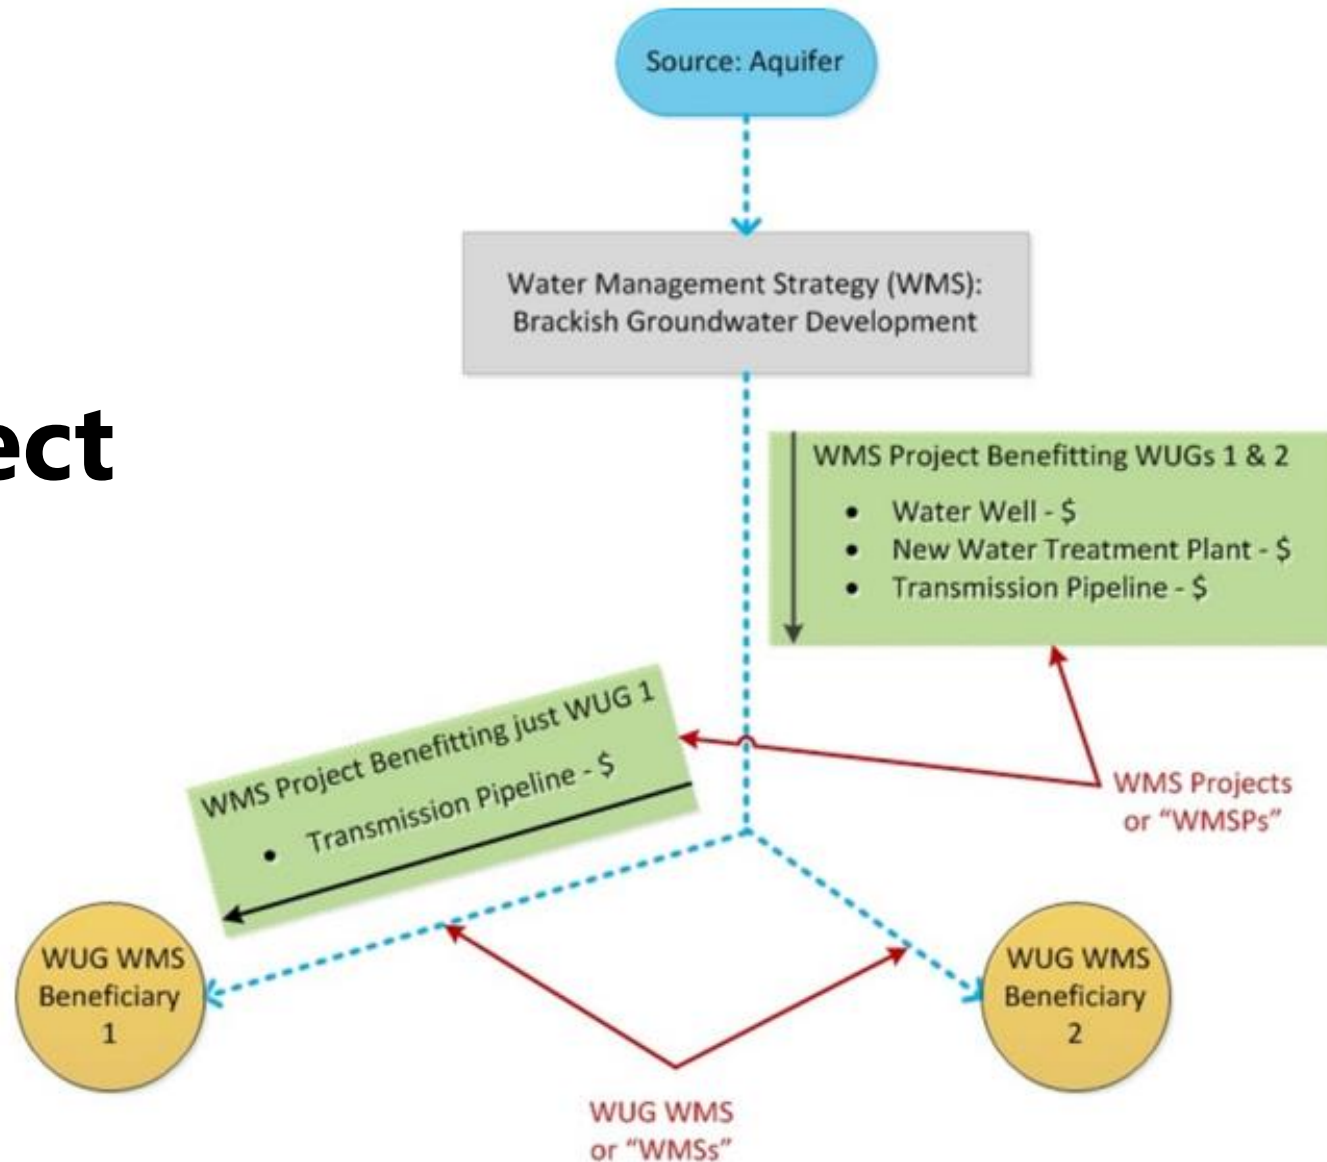 Source: Aquifer
Water Management Strategy (WMS):
Brackish Groundwater Development
ect
WMS Project Benefitting WUGs 1 & 2
• Water Well - $
• New Water Treatment Plant - $
• Transmission Pipeline - $
WMS Project Benefitting just WUG 1
• Transmission Pipeline - $
WMS Projects
or “WMSPs”
WUG WMS
Beneficiary
1
WUG WMS
Beneficiary
2
WUG WMS
or “WMSs”